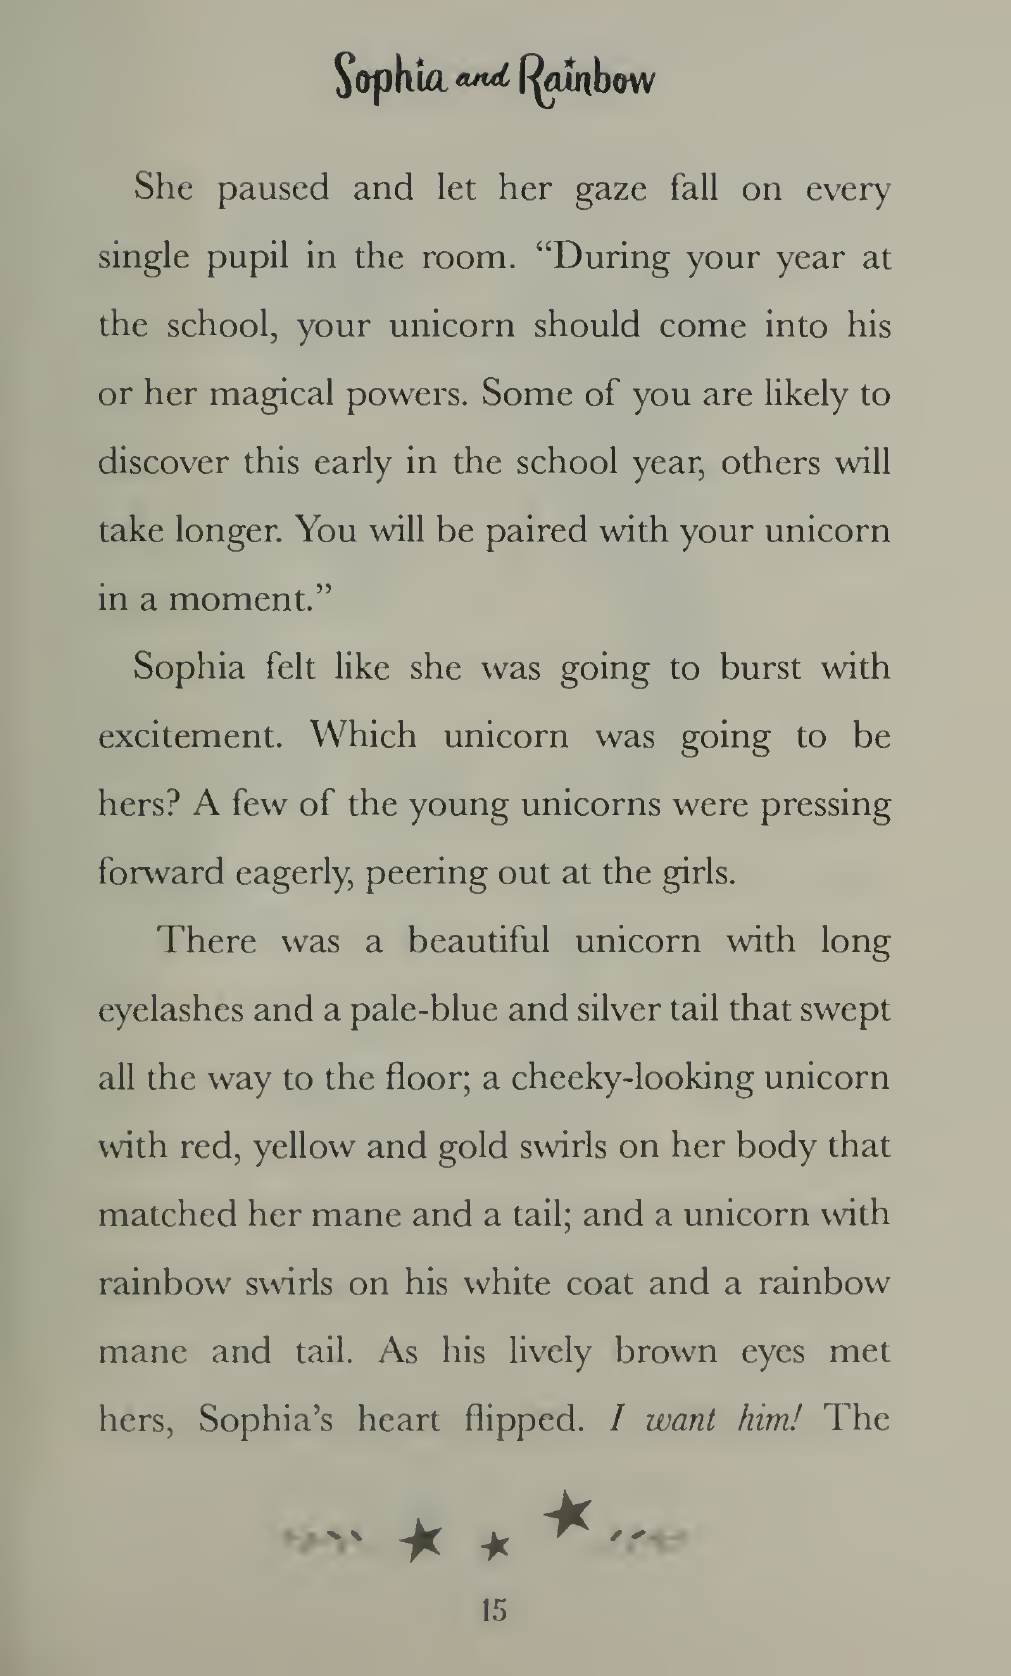 Sophia and Rainbow
She paused and let her gaze fall on every
single pupil in the room. “During your year at
the school, your unicorn should come into his
or her magical powers. Some of you are likely to
discover this early in the school year, others will
take longer. You will be paired with your unicorn
in a moment.”
Sophia felt like she was going to burst with
excitement. Which unicorn was going to be
hers? A few of the young unicorns were pressing
forward eagerly, peering out at the girls.
There was a beautiful unicorn with long
eyelashes and a pale-blue and silver tail that swept
all the way to the floor; a cheeky-looking unicorn
with red, yellow and gold swirls on her body that
matched her mane and a tail; and a unicorn with
rainbow swirls on his white coat and a rainbow
mane and tail. As his lively brown eyes met
hers, Sophia’s heart flipped. I want him! The
15